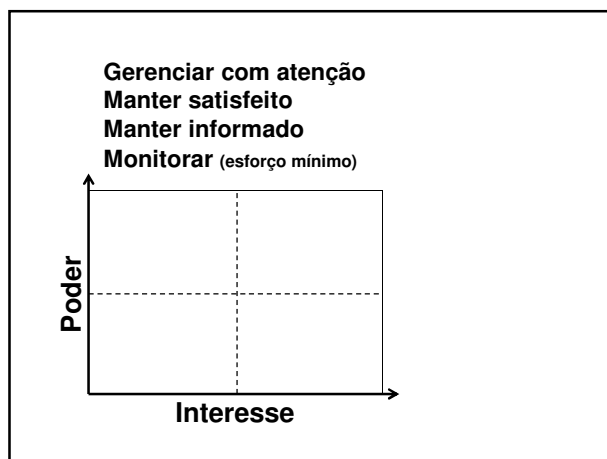 Gerenciar com atenção
Manter satisfeito
Manter informado
Monitorar (esforço mínimo)
Poder
Interesse